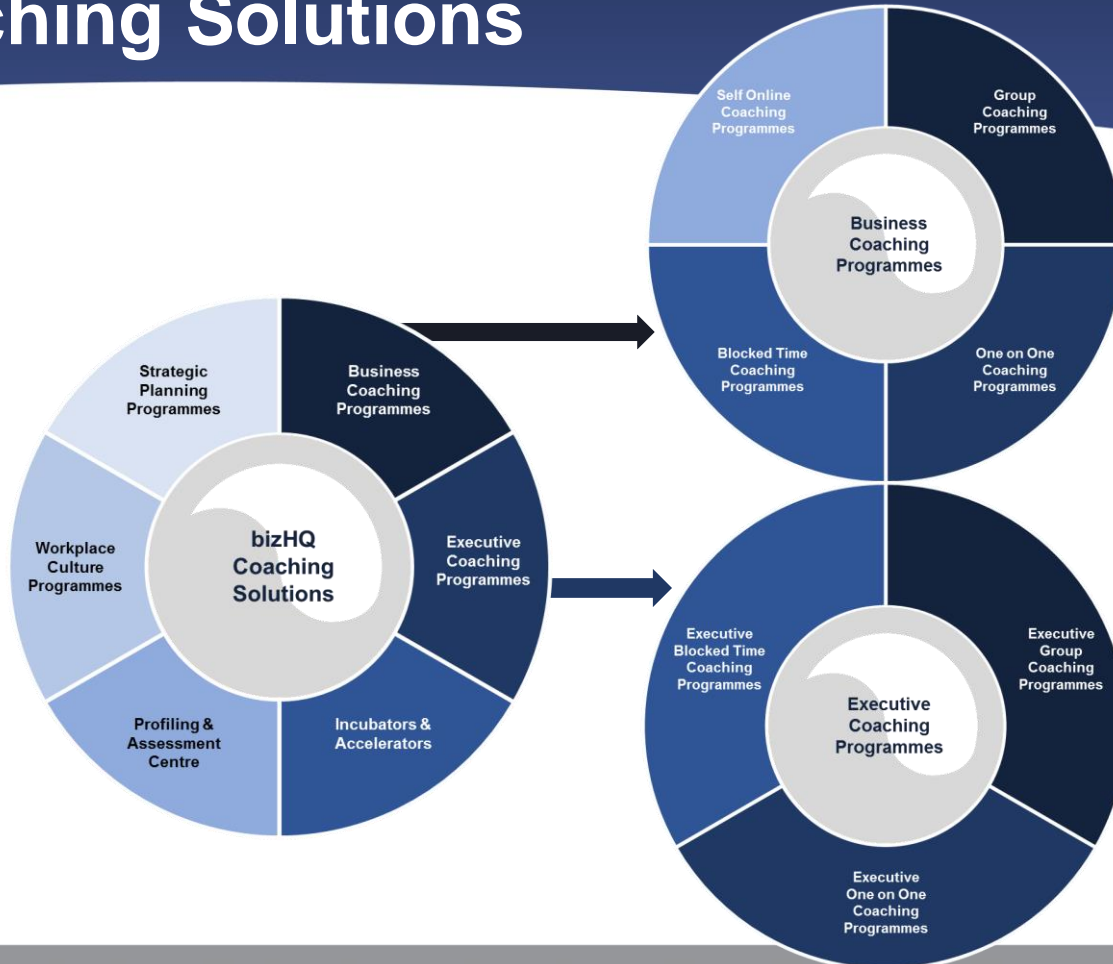 ching Solutions
Self Online
Coaching
Programmes
Group
Coaching
Programmes
Business
Coaching
Programmes
Blocked Time
Coaching
Programmes
One on One
Coaching
Programmes
Strategic
Planning
Programmes
Business
Coaching
Programmes
Workplace
Culture
Programmes
bizHQ
Coaching
Solutions
Executive
Coaching
Programmes
Profiling &
Assessment
Centre
Incubators &
Accelerators
Executive
Blocked Time
Coaching
Programmes
Executive
Group
Coaching
Programmes
Executive
Coaching
Programmes
Executive
One on One
Coaching
Programmes